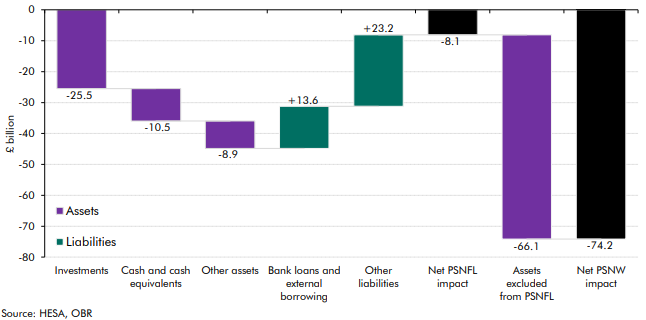 0
-10
-20
-30
-40
-50
-60
-70
-80
£ billion
-25.5
-10.5
-8.9
+13.6
+23.2
-8.1
-66.1
-74.2
Assets
Liabilities
Investments
Cash and cash
equivalents
Other assets
Bank loans and
external
borrowing
Other
liabilities
Net PSNFL
impact
Assets
excluded
from PSNFL
Net PSNW
impact
Source: HESA, OBR